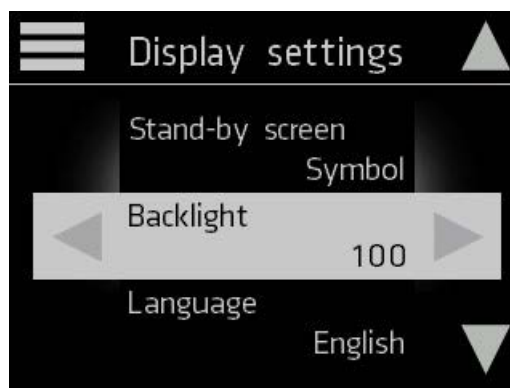 Display settings
Stand-by screen
Symbol
Backlight
100
Language
English